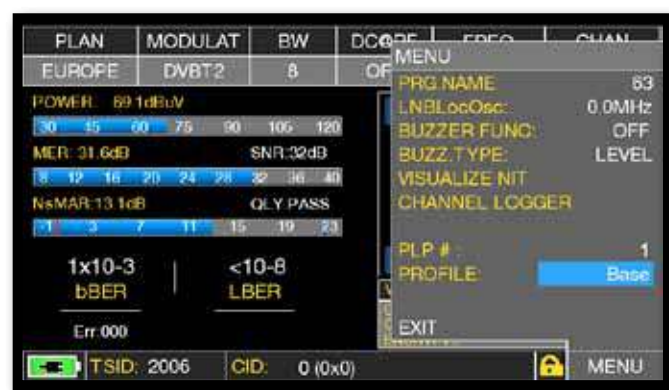 PLAN MODULAT BW
EUROPE DVBT2 8
POWER: 69.1dBuV
30 45 60 75 90 105 120
MER: 31.6dB SNR:32dB
8 12 16 20 24 28 32 36 40
NsMAR:13.1dB QLY PASS
-1 3 7 11 15 19 23
1x10-3 <10-8
bBER LBER
Err:000
MENU
PRG.NAME 63
LNBLocOsc: 0.0MHz
BUZZER FUNC: OFF
BUZZ.TYPE: LEVEL
VISUALIZE NIT
CHANNEL LOGGER
PLP # : 1
PROFILE: Base
EXIT
TSID: 2006 CID: 0 (0x0) MENU